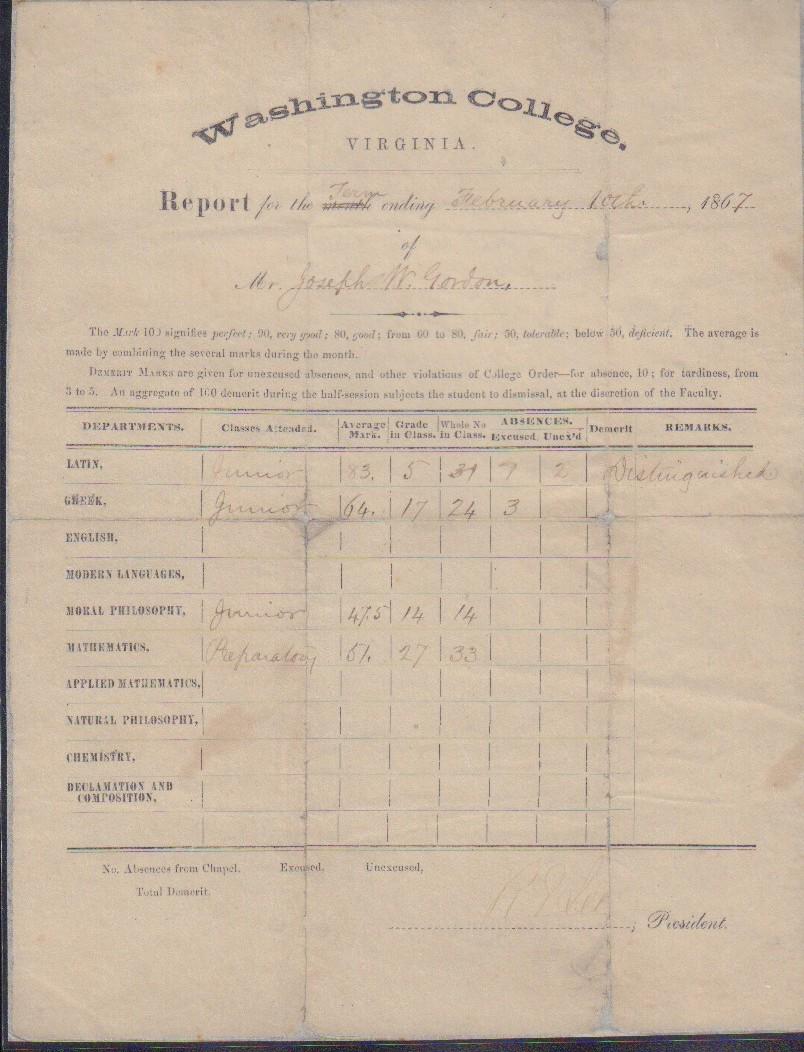 Washington College.
VIRGINIA.
Term
Report for the month ending February 10th. , 1867
of
Mr. Joseph W. Gordon,
The Mark 100 signifies perfect; 90, very good; 80, good; from 60 to 80, fair; 50, tolerable; below 50, deficient. The average is
made by combining the several marks during the month.
DEMERIT MARKS are given for unexcused absences, and other violations of College Order—for absence, 10; for tardiness, from
3 to 5. An aggregate of 100 demerit during the half-session subjects the student to dismissal, at the discretion of the Faculty.
DEPARTMENTS. Classes Attended. Average Mark. Grade in Class. Whole No in Class. ABSENCES. Excused. Unex'd Demerit REMARKS.
LATIN, Junior 83. 5 31 7 2 Distinguished
GREEK, Junior 64. 17 24 3
ENGLISH,
MODERN LANGUAGES,
MORAL PHILOSOPHY, Junior 47.5 14 14
MATHEMATICS, Preparatory 51. 27 33
APPLIED MATHEMATICS,
NATURAL PHILOSOPHY,
CHEMISTRY,
DECLAMATION AND
COMPOSITION,
No. Absences from Chapel. Excused, Unexcused,
Total Demerit.
R E Lee
, President.